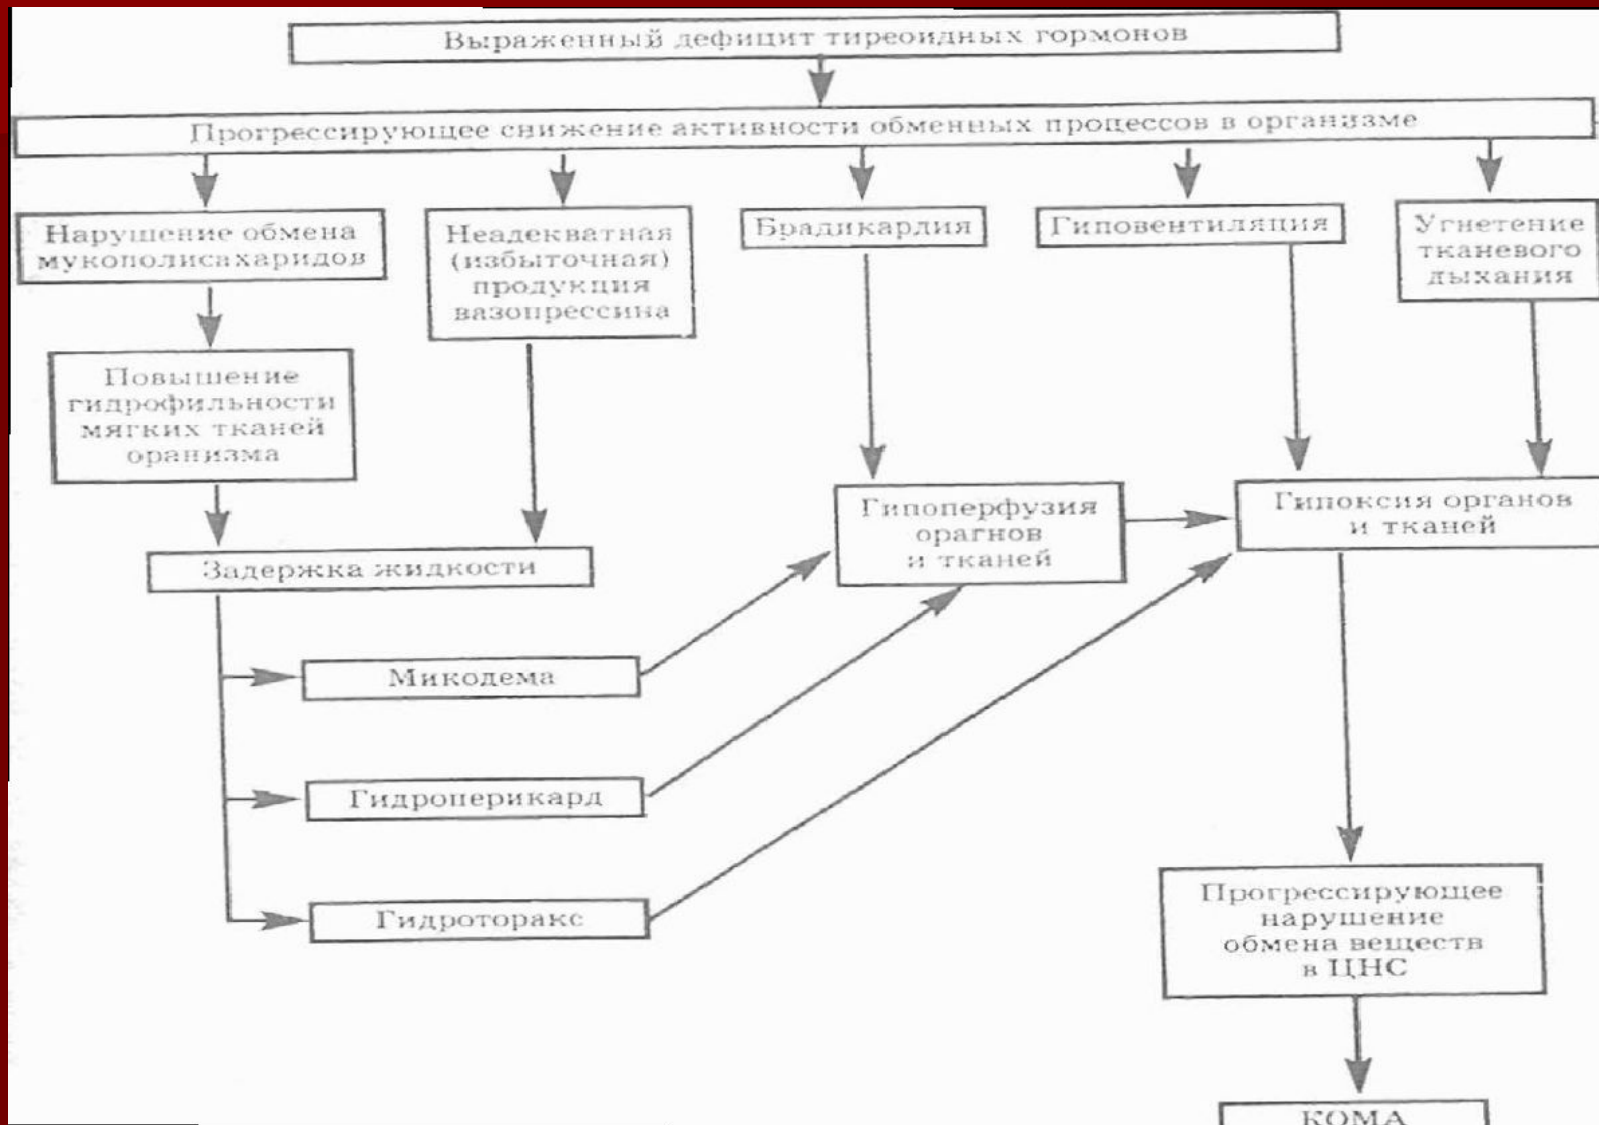 Выраженный дефицит тиреоидных гормонов
Прогрессирующее снижение активности обменных процессов в организме
Нарушение обмена
мукополисахаридов
Неадекватная
(избыточная)
продукция
вазопрессина
Брадикардия
Гиповентиляция
Угнетение
тканевого
дыхания
Повышение
гидрофильности
мягких тканей
оранизма
Гипоперфузия
орагнов
и тканей
Гипоксия органов
и тканей
Задержка жидкости
Микодема
Гидроперикард
Гидроторакс
Прогрессирующее
нарушение
обмена веществ
в ЦНС
КОМА